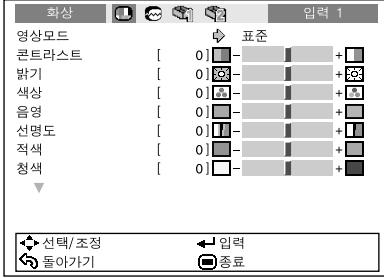 화상 입력 1
영상모드 표준
콘트라스트 [ 0 ] - +
밝기 [ 0 ] - +
색상 [ 0 ] - +
음영 [ 0 ] - +
선명도 [ 0 ] - +
적색 [ 0 ] - +
청색 [ 0 ] - +
선택/조정 입력
돌아가기 종료